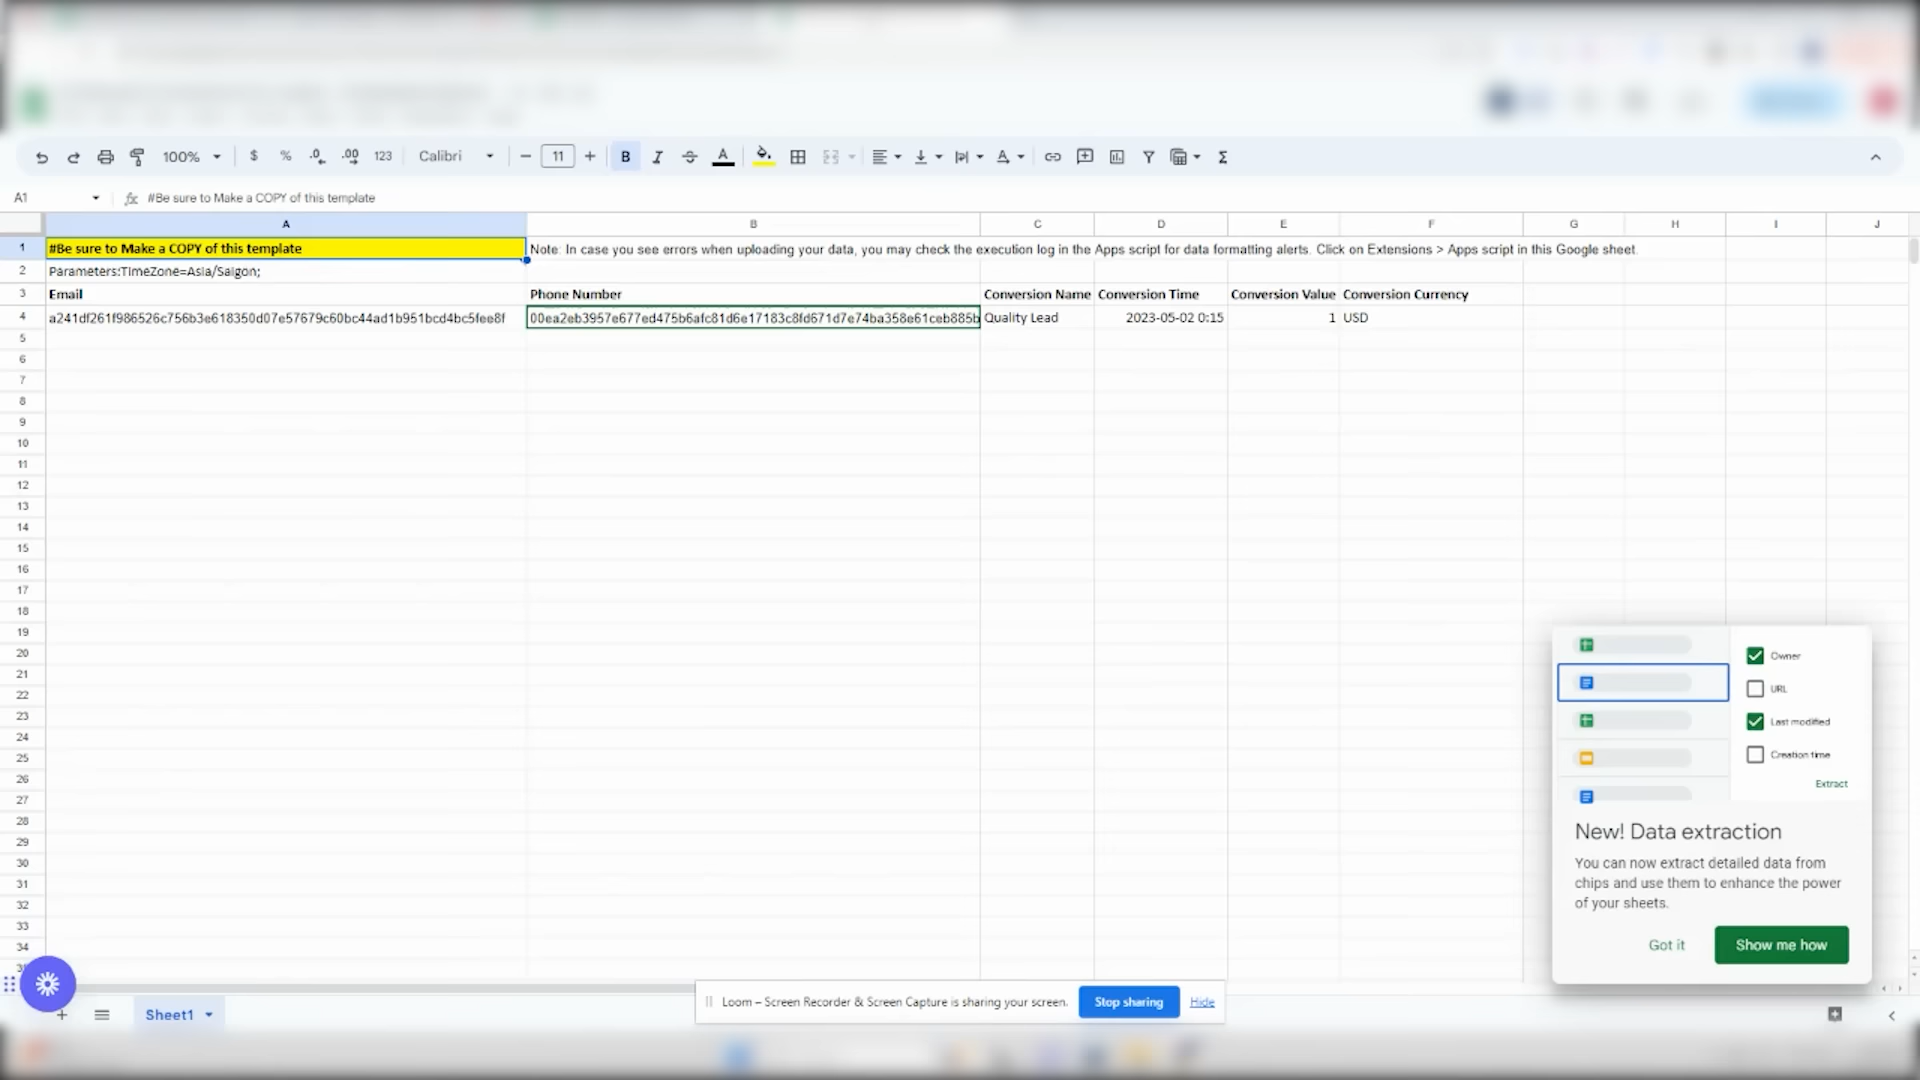 100% $ % .0 .00 123 Calibri 11 B I A Σ
A1 fx #Be sure to Make a COPY of this template
A B C D E F G H I J
1 #Be sure to Make a COPY of this template Note: In case you see errors when uploading your data, you may check the execution log in the Apps script for data formatting alerts. Click on Extensions > Apps script in this Google sheet.
2 Parameters:TimeZone=Asia/Saigon;
3 Email Phone Number Conversion Name Conversion Time Conversion Value Conversion Currency
4 a241df261f986526c756b3e618350d07e57679c60bc44ad1b951bcd4bc5fee8f 00ea2eb3957e677ed475b6afc81d6e17183c8fd671d7e74ba358e61ceb885b Quality Lead 2023-05-02 0:15 1 USD
5
6
7
8
9
10
11
12
13
14
15
16
17
18
19
20
21
22
23
24
25
26
27
28
29
30
31
32
33
34
Owner
URL
Last modified
Creation time
Extract
New! Data extraction
You can now extract detailed data from
chips and use them to enhance the power
of your sheets.
Got it Show me how
Loom – Screen Recorder & Screen Capture is sharing your screen. Stop sharing Hide
Sheet1